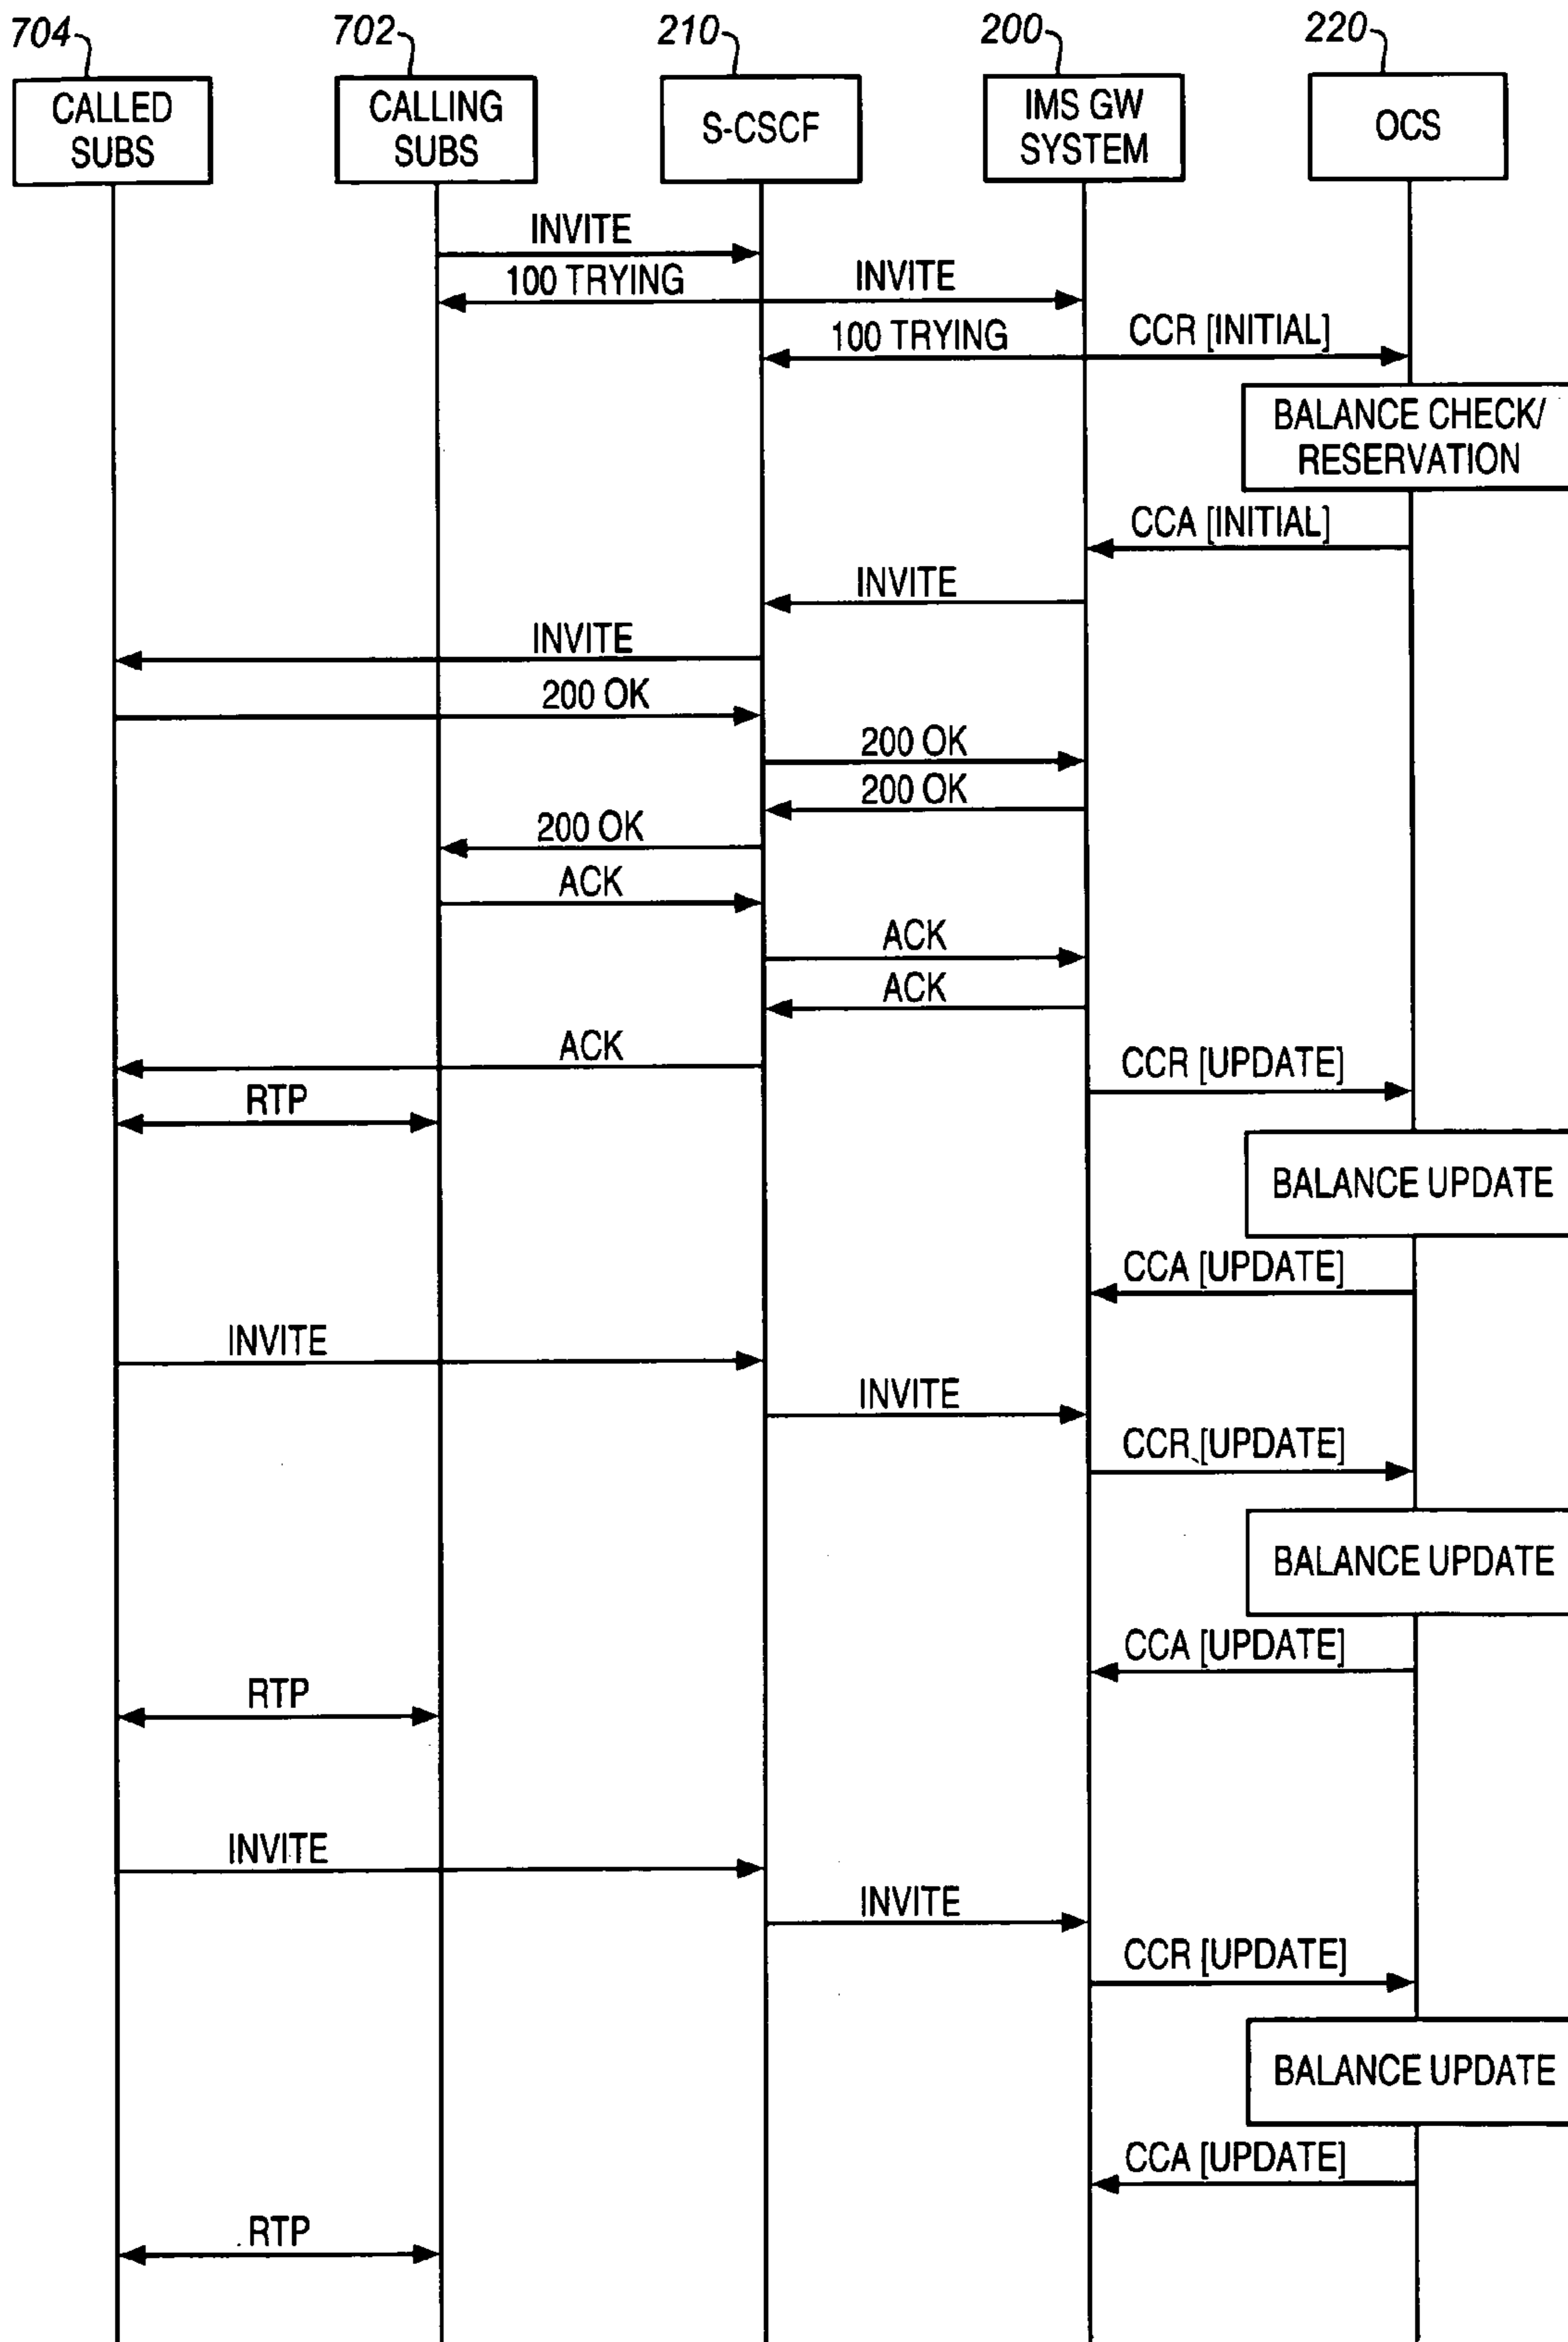 704
702
210
200
220
CALLED
SUBS
CALLING
SUBS
S-CSCF
IMS GW
SYSTEM
OCS
INVITE
100 TRYING
INVITE
100 TRYING
CCR [INITIAL]
BALANCE CHECK/
RESERVATION
CCA [INITIAL]
INVITE
INVITE
200 OK
200 OK
200 OK
200 OK
ACK
ACK
ACK
ACK
CCR [UPDATE]
RTP
BALANCE UPDATE
CCA [UPDATE]
INVITE
INVITE
CCR [UPDATE]
BALANCE UPDATE
CCA [UPDATE]
RTP
INVITE
INVITE
CCR [UPDATE]
BALANCE UPDATE
CCA [UPDATE]
RTP